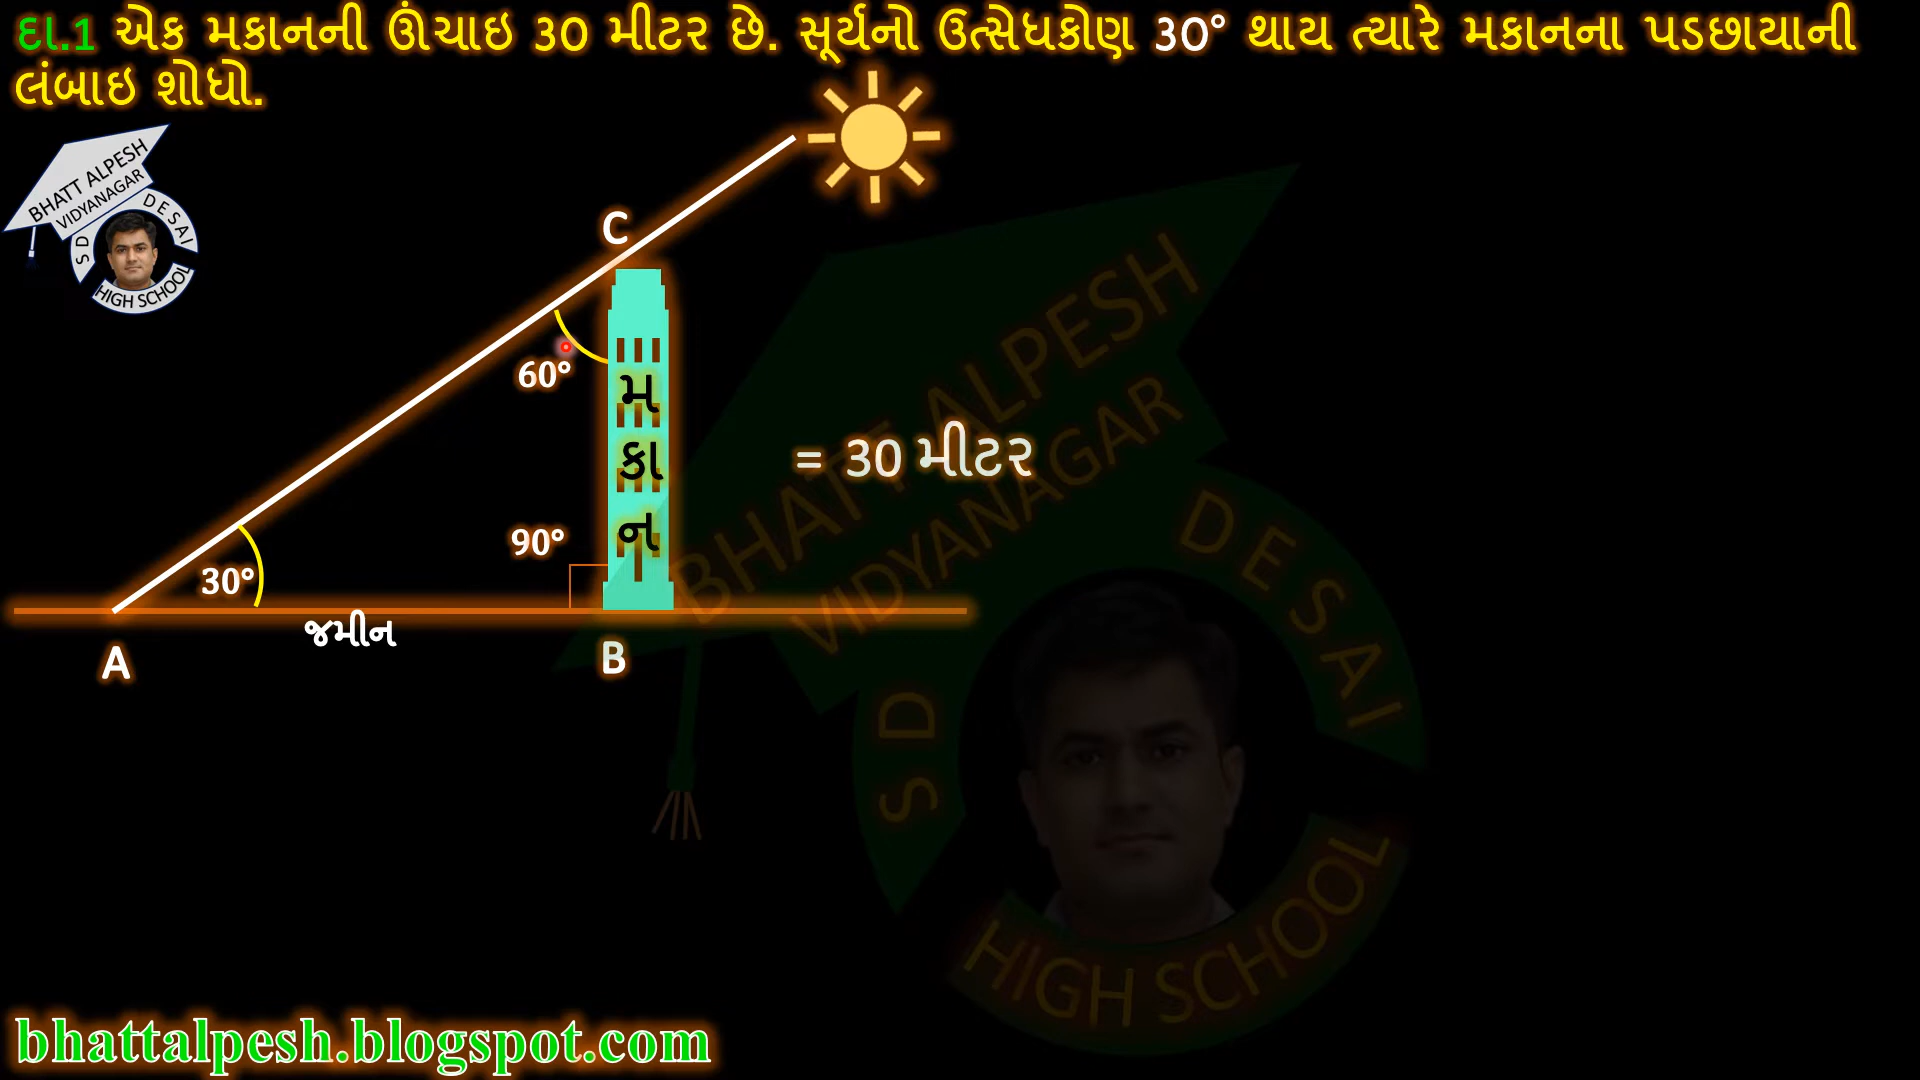 દા.1 એક મકાનની ઊંચાઇ 30 મીટર છે. સૂર્યનો ઉત્સેધકોણ 30° થાય ત્યારે મકાનના પડછાયાની
લંબાઇ શોધો.
BHATT ALPESH
VIDYANAGAR
S D DESAI
HIGH SCHOOL
C
60°
મ
કા
ન
= 30 મીટર
90°
30°
જમીન
A
B
BHATT ALPESH
VIDYANAGAR
S D DESAI
HIGH SCHOOL
bhattalpesh.blogspot.com